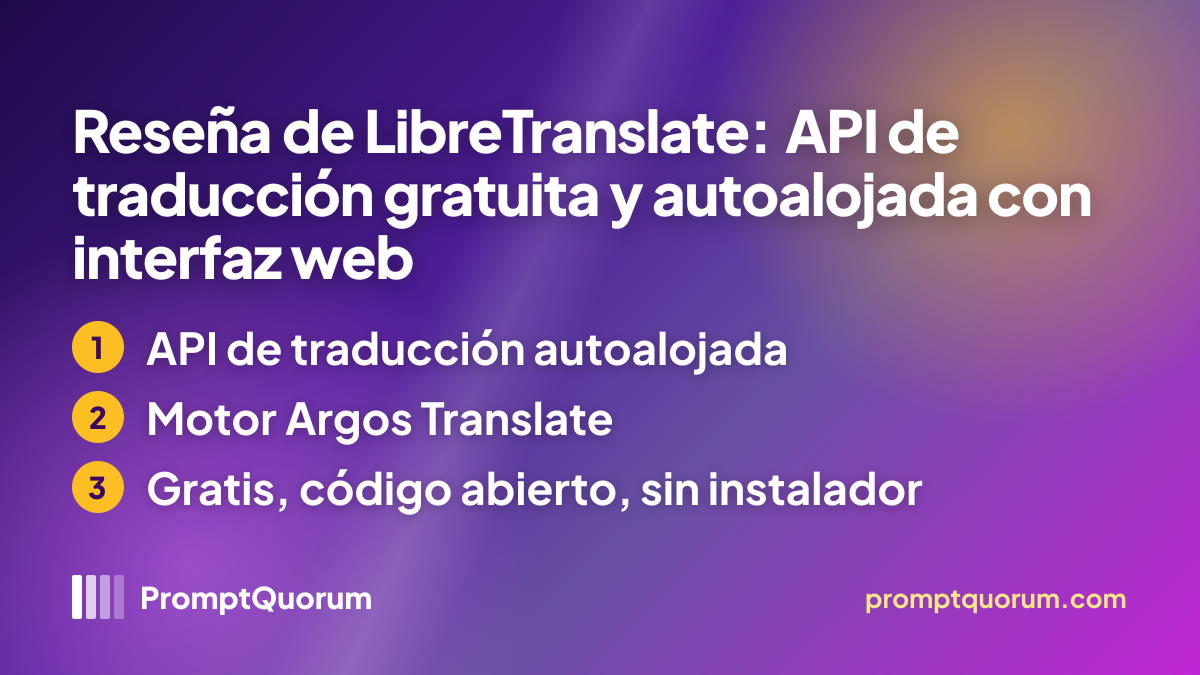 Reseña de LibreTranslate: API de
traducción gratuita y autoalojada con
interfaz web
1 API de traducción autoalojada
2 Motor Argos Translate
3 Gratis, código abierto, sin instalador
PromptQuorum
promptquorum.com